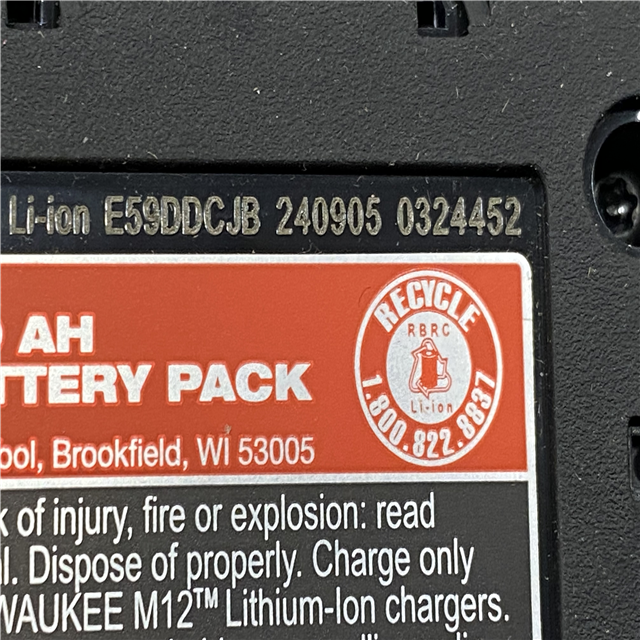 Li-ion E59DDCJB 240905 0324452
AH
TTERY PACK
ool, Brookfield, WI 53005
RECYCLE
RBRC
Li-ion
1.800.822.8837
k of injury, fire or explosion: read
l. Dispose of properly. Charge only
WAUKEE M12™ Lithium-Ion chargers.